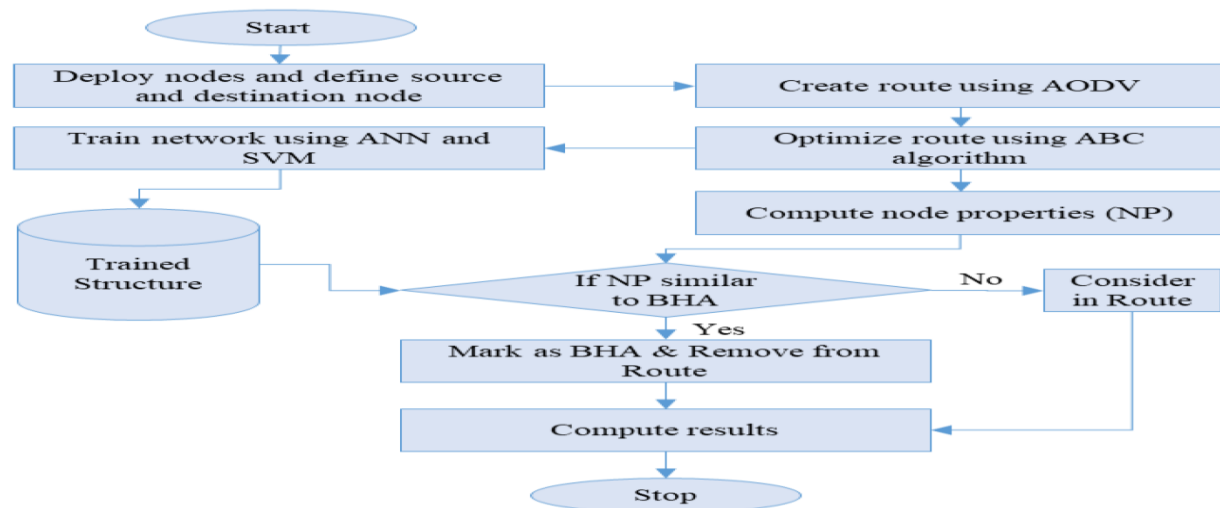 Start
Deploy nodes and define source
and destination node
Create route using AODV
Train network using ANN and
SVM
Optimize route using ABC
algorithm
Compute node properties (NP)
Trained
Structure
If NP similar
to BHA
No
Consider
in Route
Yes
Mark as BHA & Remove from
Route
Compute results
Stop